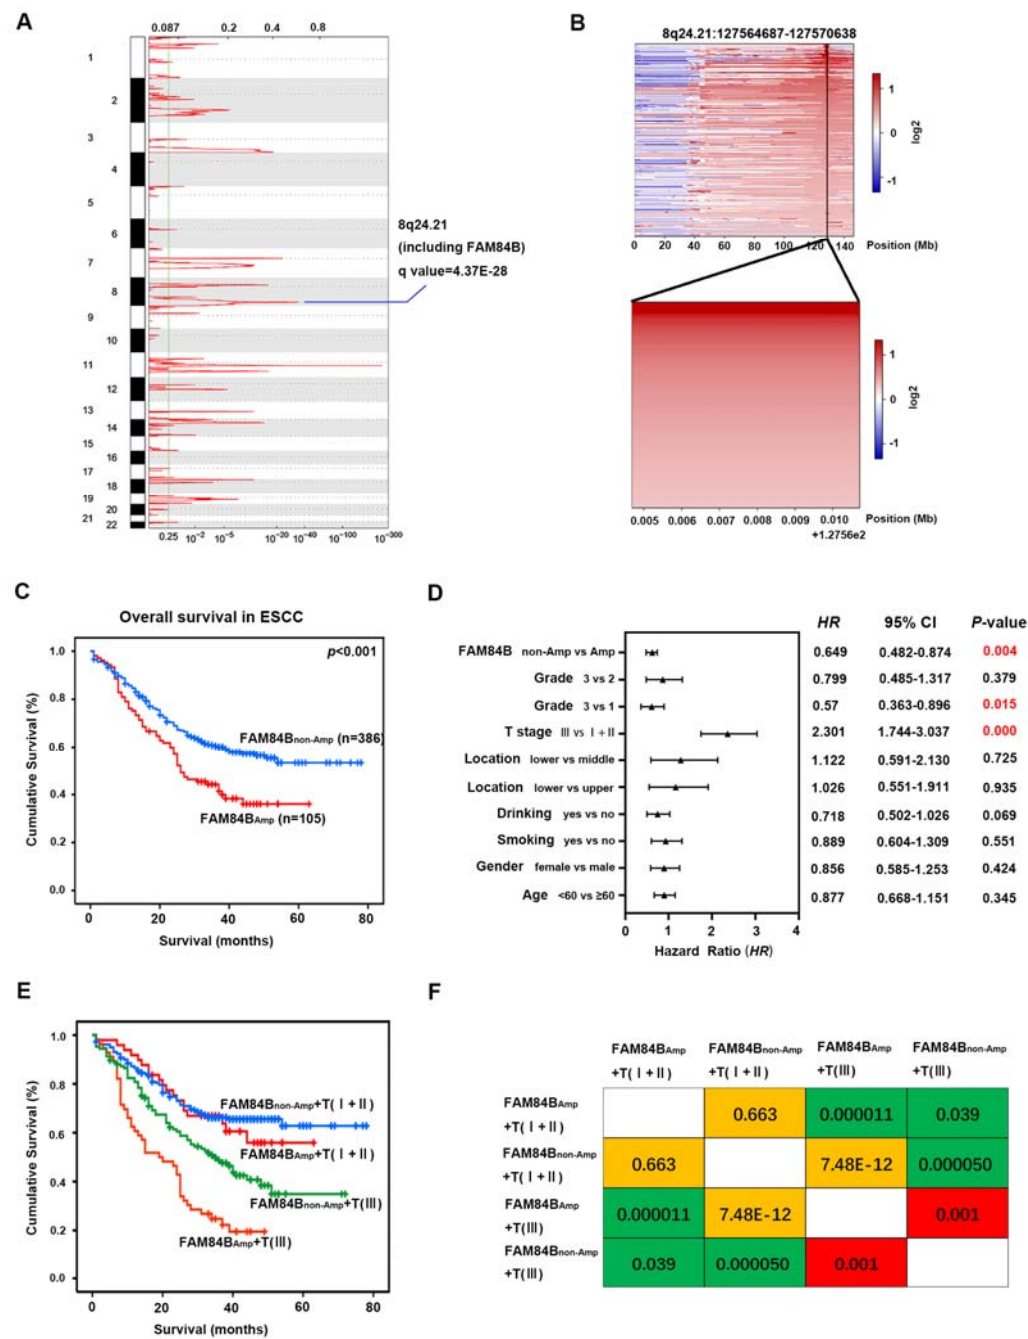 A
0.087 0.2 0.4 0.8
1
2
3
4
5
6
7
8
9
10
11
12
13
14
15
16
17
18
19
20
21
22
0.25 10⁻² 10⁻⁵ 10⁻²⁰ 10⁻⁴⁰ 10⁻¹⁰⁰ 10⁻³⁰⁰
8q24.21
(including FAM84B)
q value=4.37E-28
B
8q24.21:127564687-127570638
1
0
-1
log2
0 20 40 60 80 100 120 140 Position (Mb)
1
0
-1
log2
0.005 0.006 0.007 0.008 0.009 0.010 Position (Mb)
+1.2756e2
C
Overall survival in ESCC
p<0.001
Cumulative Survival (%)
1.0
0.8
0.6
0.4
0.2
0.0
FAM84Bnon-Amp (n=386)
FAM84BAmp (n=105)
0 20 40 60 80
Survival (months)
D
HR 95% CI P-value
FAM84B non-Amp vs Amp 0.649 0.482-0.874 0.004
Grade 3 vs 2 0.799 0.485-1.317 0.379
Grade 3 vs 1 0.57 0.363-0.896 0.015
T stage Ⅲ vs Ⅰ+Ⅱ 2.301 1.744-3.037 0.000
Location lower vs middle 1.122 0.591-2.130 0.725
Location lower vs upper 1.026 0.551-1.911 0.935
Drinking yes vs no 0.718 0.502-1.026 0.069
Smoking yes vs no 0.889 0.604-1.309 0.551
Gender female vs male 0.856 0.585-1.253 0.424
Age <60 vs ≥60 0.877 0.668-1.151 0.345
0 1 2 3 4
Hazard Ratio (HR)
E
Cumulative Survival (%)
1.0
0.8
0.6
0.4
0.2
0.0
FAM84Bnon-Amp+T(Ⅰ+Ⅱ)
FAM84BAmp+T(Ⅰ+Ⅱ)
FAM84Bnon-Amp+T(Ⅲ)
FAM84BAmp+T(Ⅲ)
0 20 40 60 80
Survival (months)
F
FAM84BAmp FAM84Bnon-Amp FAM84BAmp FAM84Bnon-Amp
+T(Ⅰ+Ⅱ) +T(Ⅰ+Ⅱ) +T(Ⅲ) +T(Ⅲ)
FAM84BAmp
+T(Ⅰ+Ⅱ)
0.663 0.000011 0.039
FAM84Bnon-Amp
+T(Ⅰ+Ⅱ)
0.663 7.48E-12 0.000050
FAM84BAmp
+T(Ⅲ)
0.000011 7.48E-12 0.001
FAM84Bnon-Amp
+T(Ⅲ)
0.039 0.000050 0.001